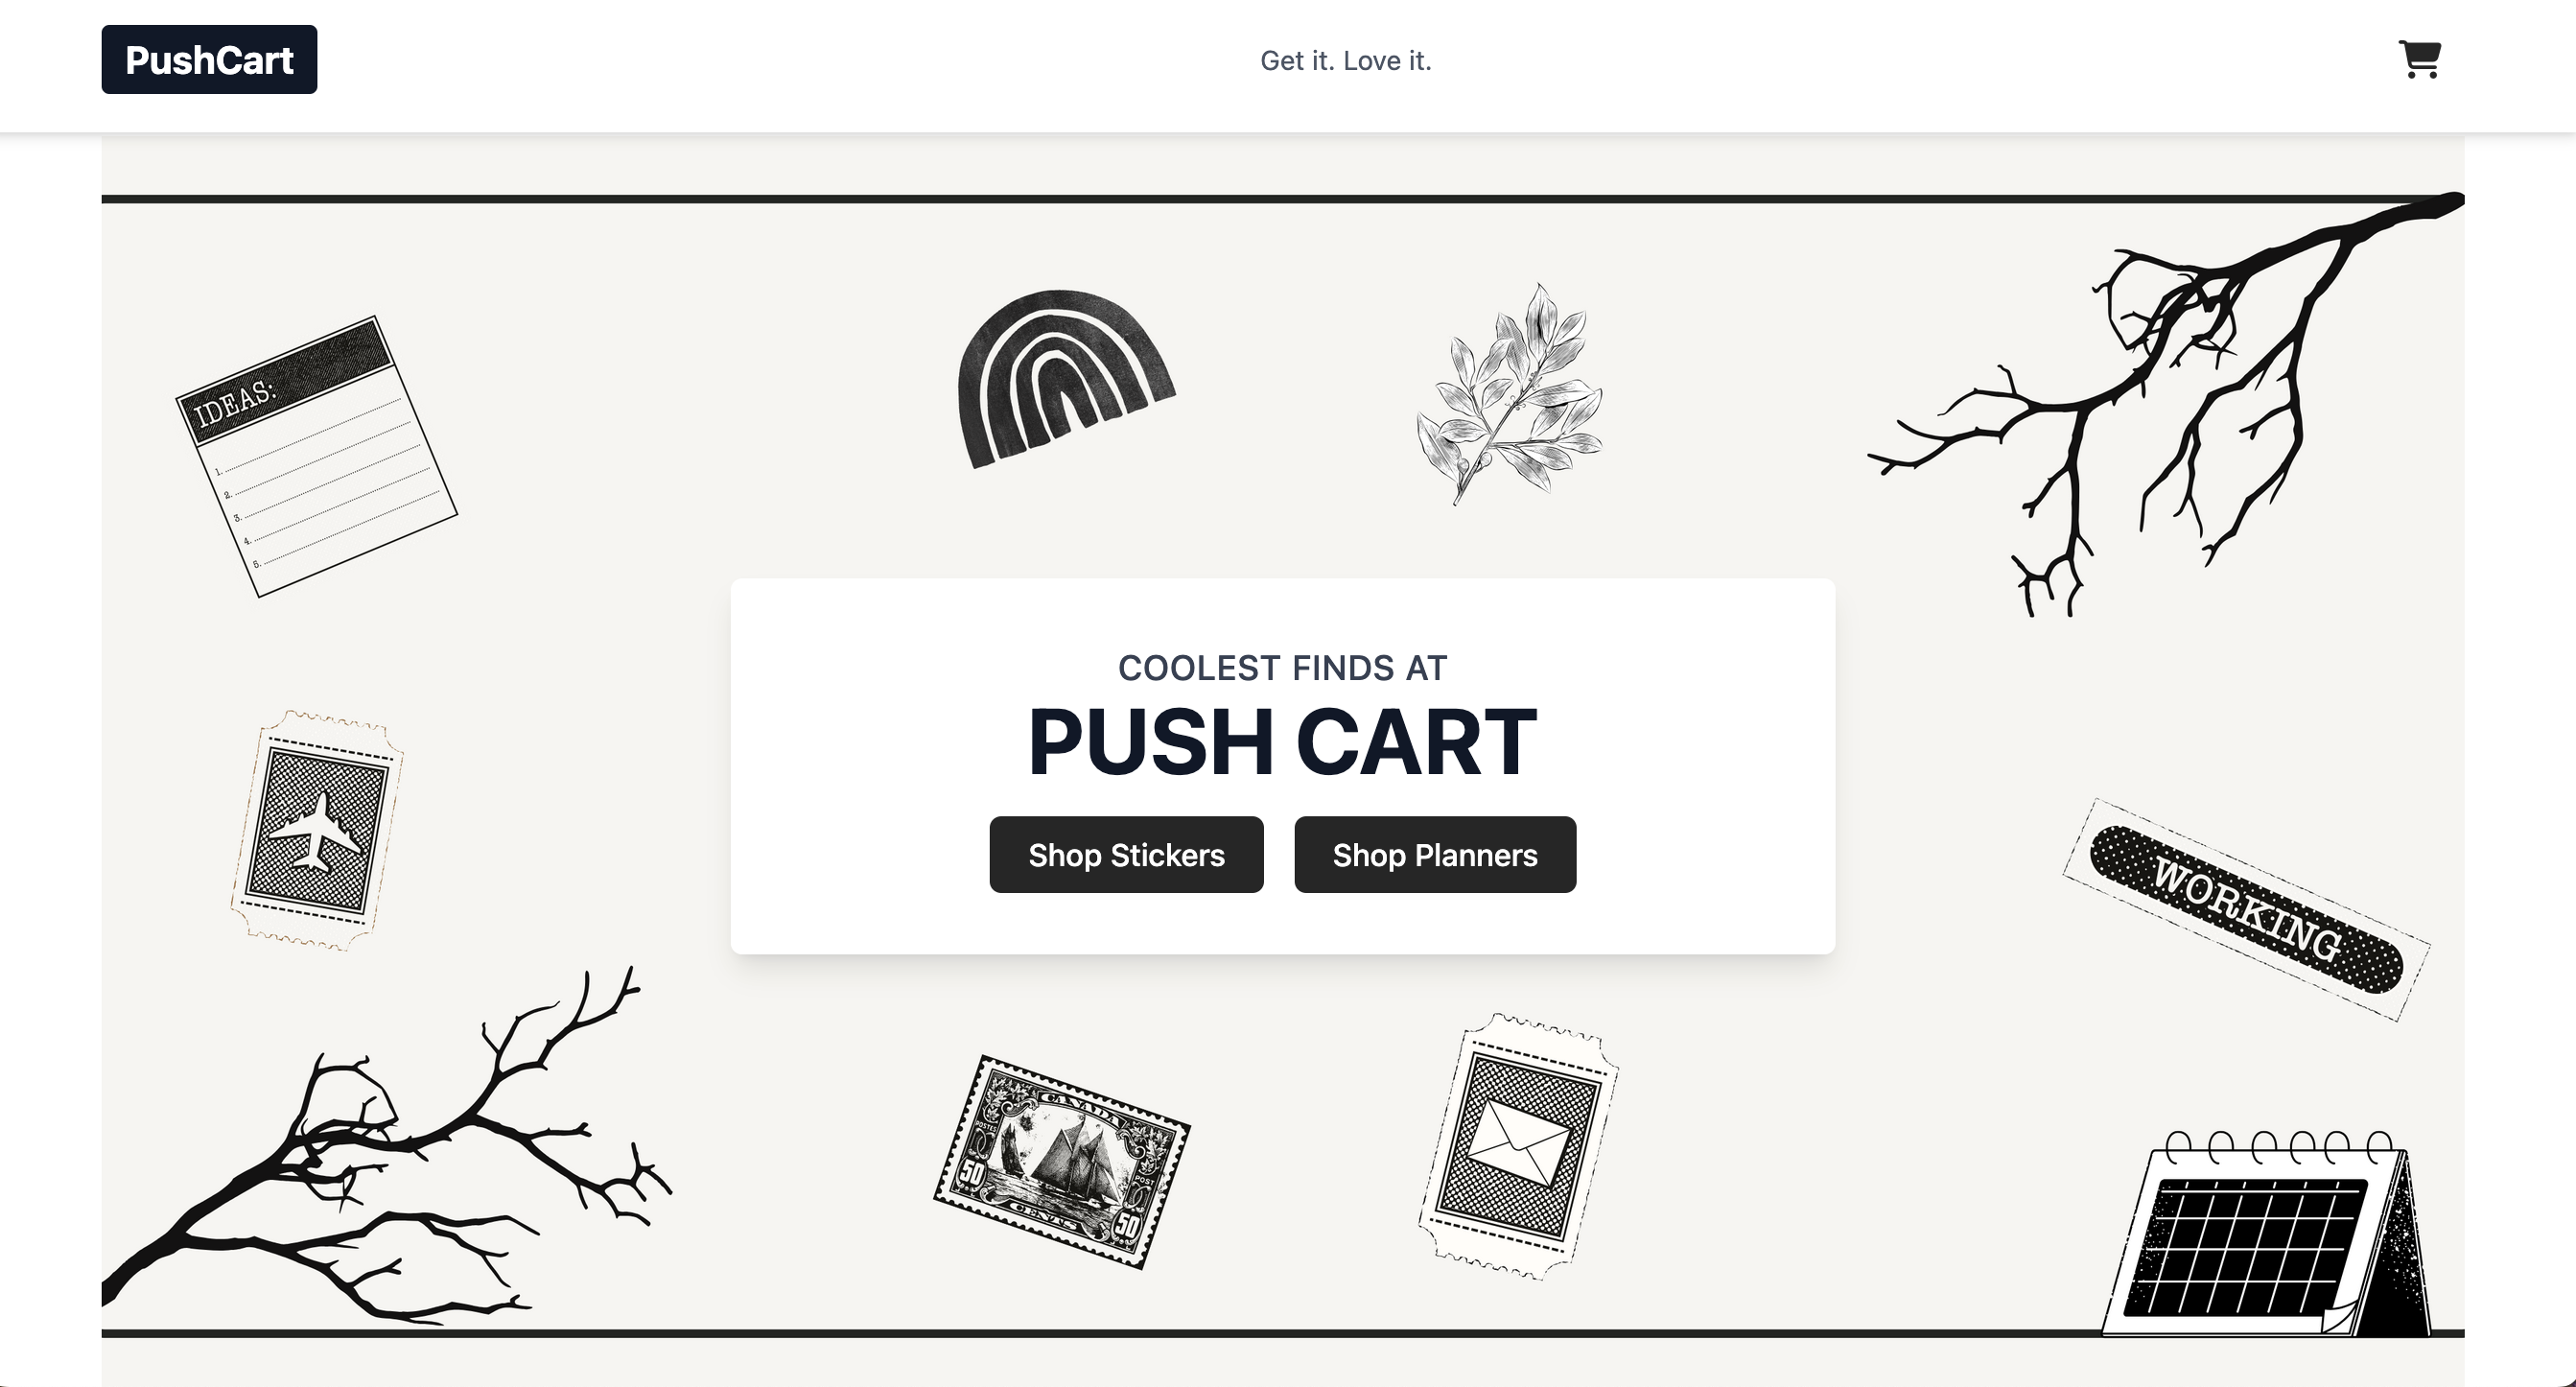 PushCart
Get it. Love it.
IDEAS:
1.
2.
3.
4.
5.
COOLEST FINDS AT
PUSH CART
Shop Stickers
Shop Planners
WORKING
CANADA
POSTES
POST
50
50
CENTS